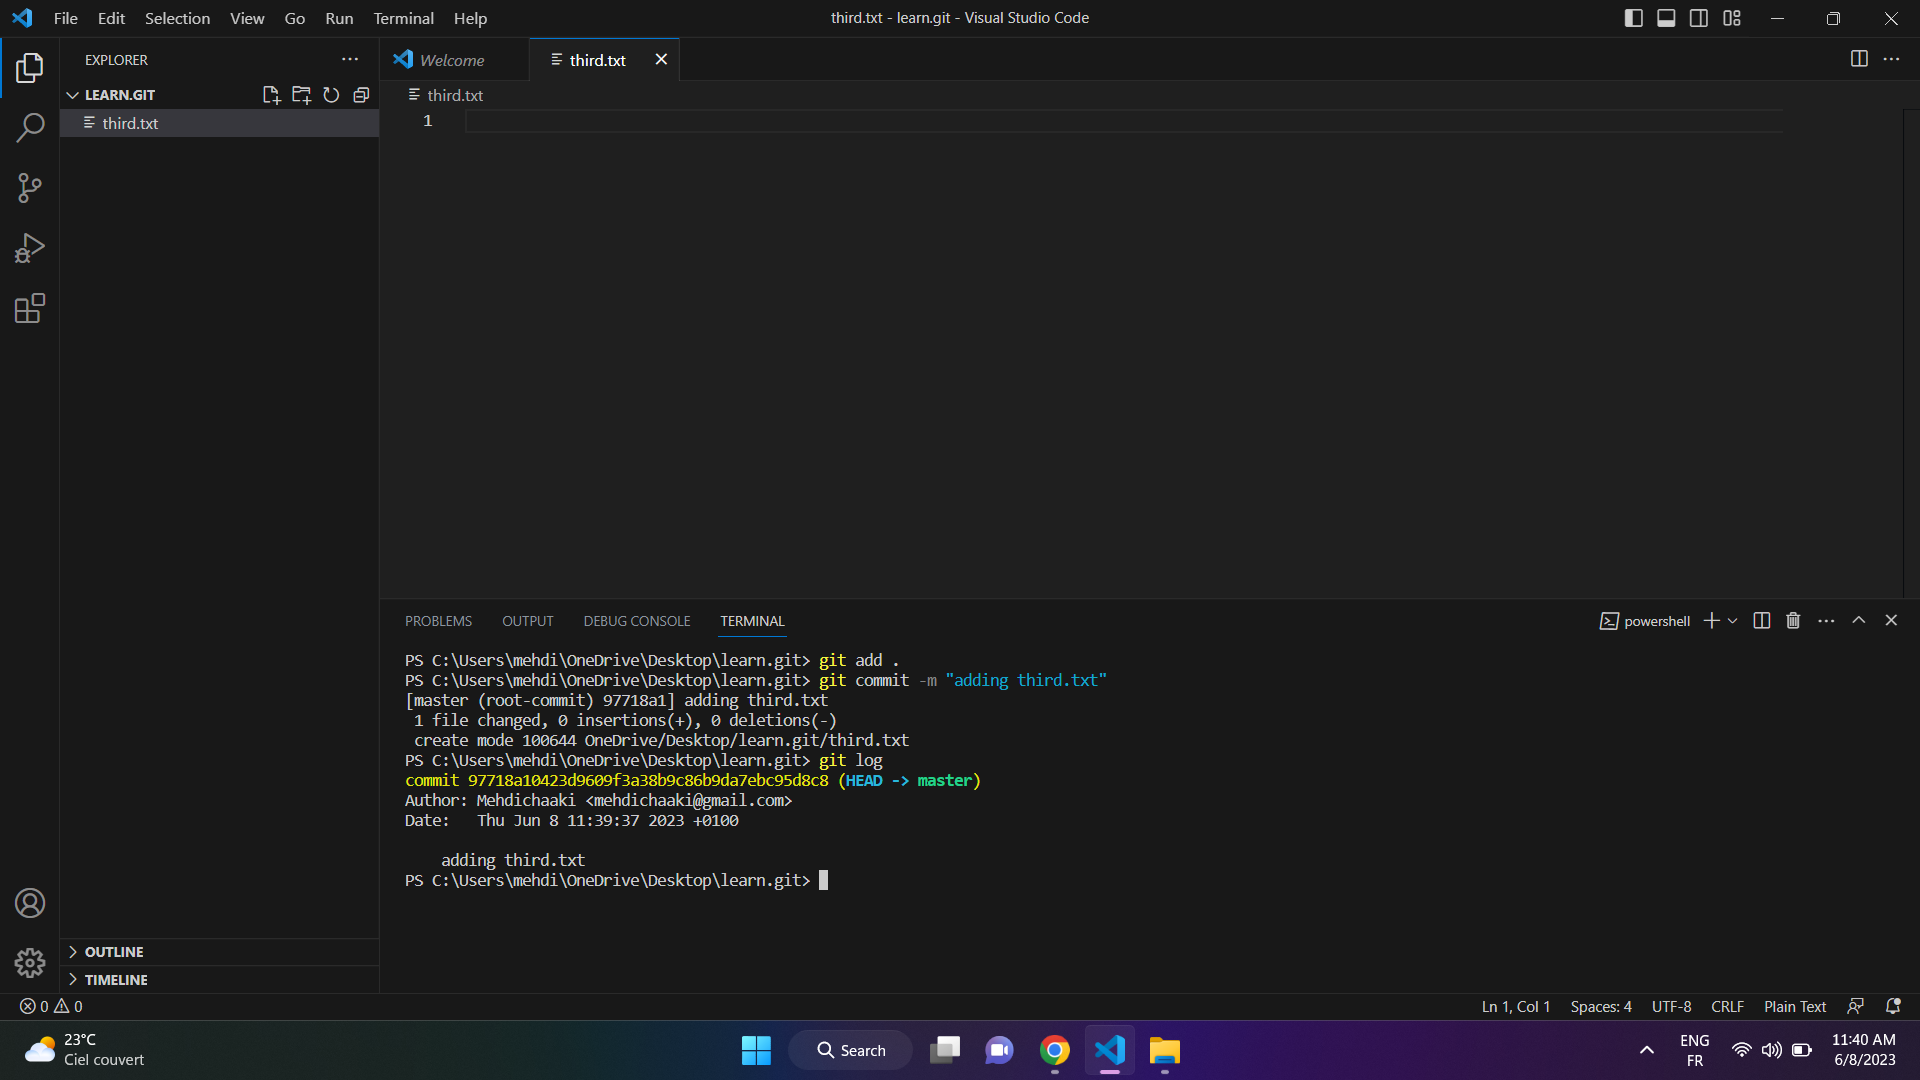 File Edit Selection View Go Run Terminal Help
third.txt - learn.git - Visual Studio Code
EXPLORER
LEARN.GIT
third.txt
Welcome
third.txt
third.txt
1
PROBLEMS OUTPUT DEBUG CONSOLE TERMINAL
powershell
PS C:\Users\mehdi\OneDrive\Desktop\learn.git> git add .
PS C:\Users\mehdi\OneDrive\Desktop\learn.git> git commit -m "adding third.txt"
[master (root-commit) 97718a1] adding third.txt
1 file changed, 0 insertions(+), 0 deletions(-)
create mode 100644 OneDrive/Desktop/learn.git/third.txt
PS C:\Users\mehdi\OneDrive\Desktop\learn.git> git log
commit 97718a10423d9609f3a38b9c86b9da7ebc95d8c8 (HEAD -> master)
Author: Mehdichaaki <mehdichaaki@gmail.com>
Date:   Thu Jun 8 11:39:37 2023 +0100
adding third.txt
PS C:\Users\mehdi\OneDrive\Desktop\learn.git>
OUTLINE
TIMELINE
0 0
Ln 1, Col 1 Spaces: 4 UTF-8 CRLF Plain Text
23°C
Ciel couvert
Search
ENG
FR
11:40 AM
6/8/2023